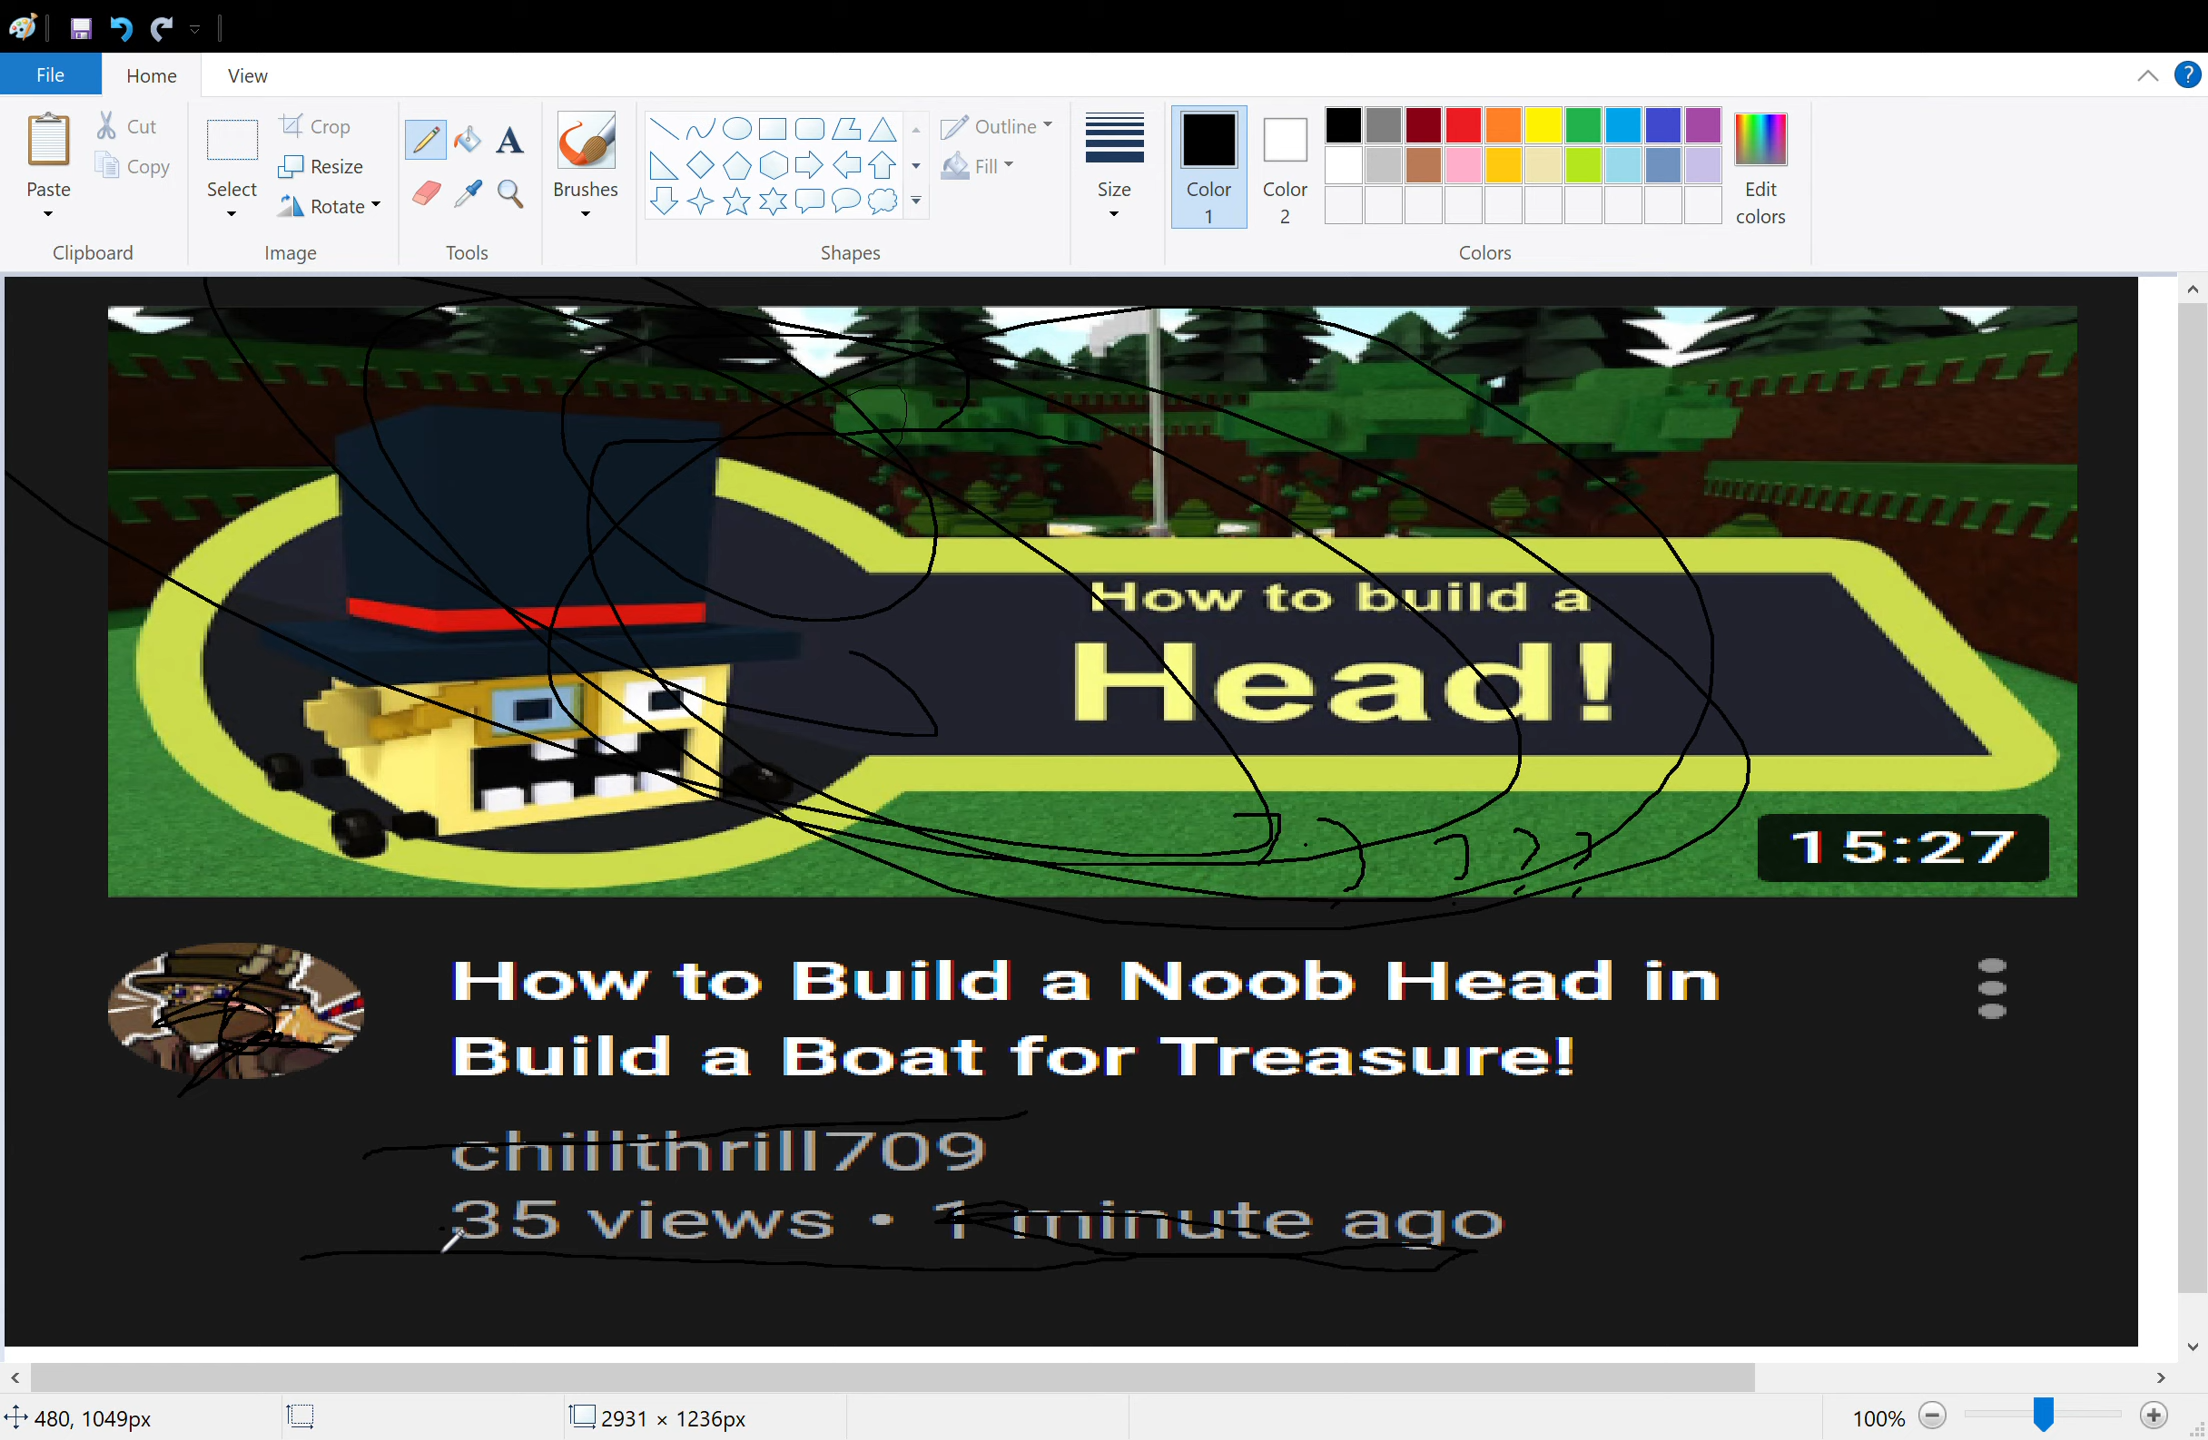 File Home View
Paste
Cut
Copy
Clipboard
Select
Crop
Resize
Rotate
Image
Tools
Brushes
Shapes
Outline
Fill
Size
Color
1
Color
2
Edit
colors
Colors
How to build a
Head!
? ? ? ? ?
15:27
How to Build a Noob Head in
Build a Boat for Treasure!
chillthrill709
35 views • 1 minute ago
480, 1049px
2931 × 1236px
100%